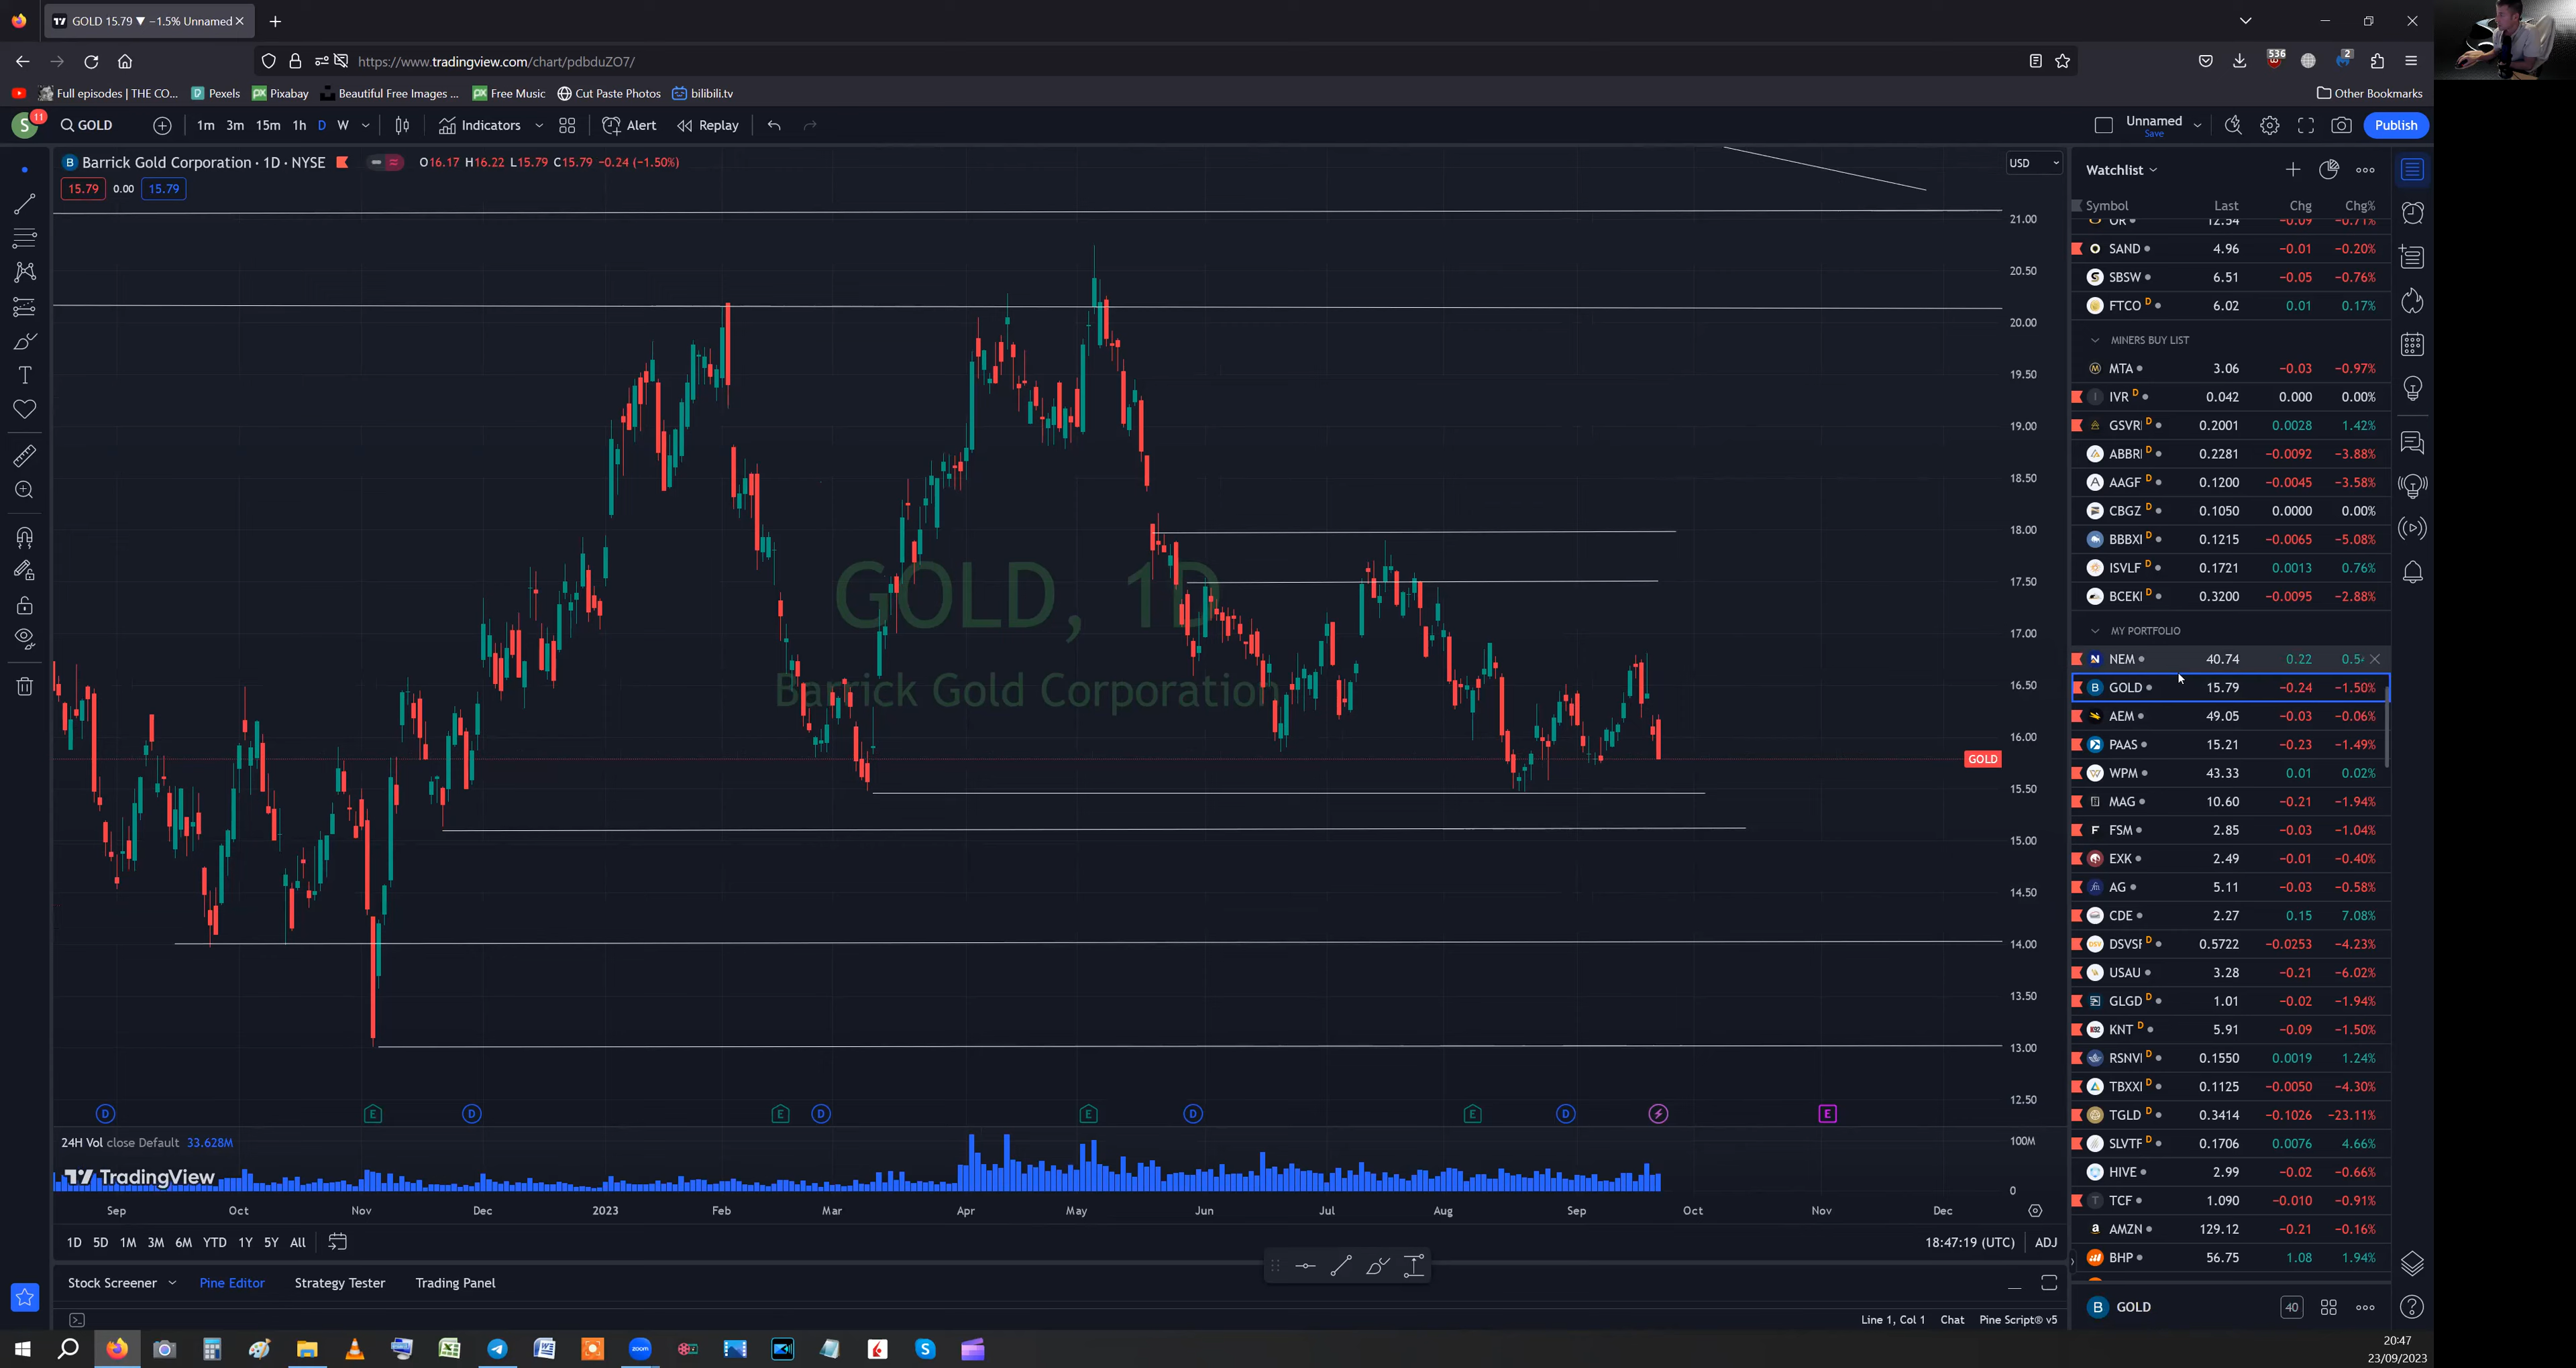 GOLD 15.79 ▼ −1.5% Unnamed
https://www.tradingview.com/chart/pdbduZO7/
536
2
Full episodes | THE CO...
Pexels
Pixabay
Beautiful Free Images ...
Free Music
Cut Paste Photos
bilibili.tv
Other Bookmarks
S 11
GOLD
1m 3m 15m 1h D W
Indicators
Alert
Replay
Unnamed
Save
Publish
Barrick Gold Corporation · 1D · NYSE
O16.17 H16.22 L15.79 C15.79 −0.24 (−1.50%)
15.79 0.00 15.79
USD
21.00
20.50
20.00
19.50
19.00
18.50
18.00
17.50
17.00
16.50
16.00
15.50
15.00
14.50
14.00
13.50
13.00
12.50
GOLD
GOLD, 1D
Barrick Gold Corporation
D E D E D E D E D E
24H Vol close Default 33.628M
100M
0
TradingView
Sep Oct Nov Dec 2023 Feb Mar Apr May Jun Jul Aug Sep Oct Nov Dec
1D 5D 1M 3M 6M YTD 1Y 5Y All
18:47:19 (UTC) ADJ
Stock Screener
Pine Editor
Strategy Tester
Trading Panel
Line 1, Col 1 Chat Pine Script® v5
Watchlist
Symbol Last Chg Chg%
OR 12.54 −0.09 −0.71%
SAND 4.96 −0.01 −0.20%
SBSW 6.51 −0.05 −0.76%
FTCO D 6.02 0.01 0.17%
MINERS BUY LIST
MTA 3.06 −0.03 −0.97%
IVR D 0.042 0.000 0.00%
GSVRI D 0.2001 0.0028 1.42%
ABBRI D 0.2281 −0.0092 −3.88%
AAGF D 0.1200 −0.0045 −3.58%
CBGZ D 0.1050 0.0000 0.00%
BBBXI D 0.1215 −0.0065 −5.08%
ISVLF D 0.1721 0.0013 0.76%
BCEKI D 0.3200 −0.0095 −2.88%
MY PORTFOLIO
NEM 40.74 0.22
GOLD 15.79 −0.24 −1.50%
AEM 49.05 −0.03 −0.06%
PAAS 15.21 −0.23 −1.49%
WPM 43.33 0.01 0.02%
MAG 10.60 −0.21 −1.94%
FSM 2.85 −0.03 −1.04%
EXK 2.49 −0.01 −0.40%
AG 5.11 −0.03 −0.58%
CDE 2.27 0.15 7.08%
DSVSF D 0.5722 −0.0253 −4.23%
USAU 3.28 −0.21 −6.02%
GLGD D 1.01 −0.02 −1.94%
KNT D 5.91 −0.09 −1.50%
RSNVI D 0.1550 0.0019 1.24%
TBXXI D 0.1125 −0.0050 −4.30%
TGLD D 0.3414 −0.1026 −23.11%
SLVTF D 0.1706 0.0076 4.66%
HIVE 2.99 −0.02 −0.66%
TCF 1.090 −0.010 −0.91%
AMZN 129.12 −0.21 −0.16%
BHP 56.75 1.08 1.94%
GOLD
40
20:47
23/09/2023